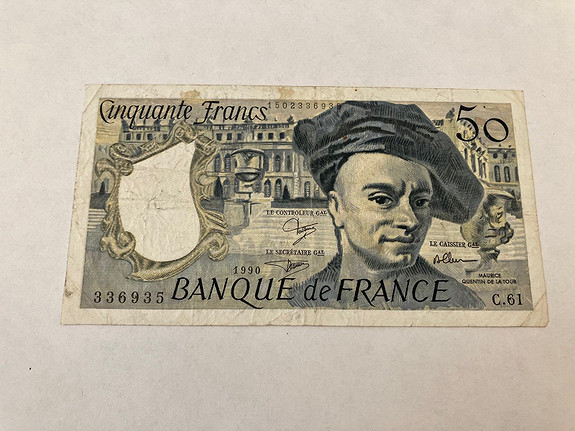 Cinquante Francs
1502336935
50
LE CONTROLEUR GAL
LE SECRÉTAIRE GAL
LE CAISSIER GAL
1990
MAURICE
QUENTIN DE LA TOUR
336935
BANQUE de FRANCE
C.61